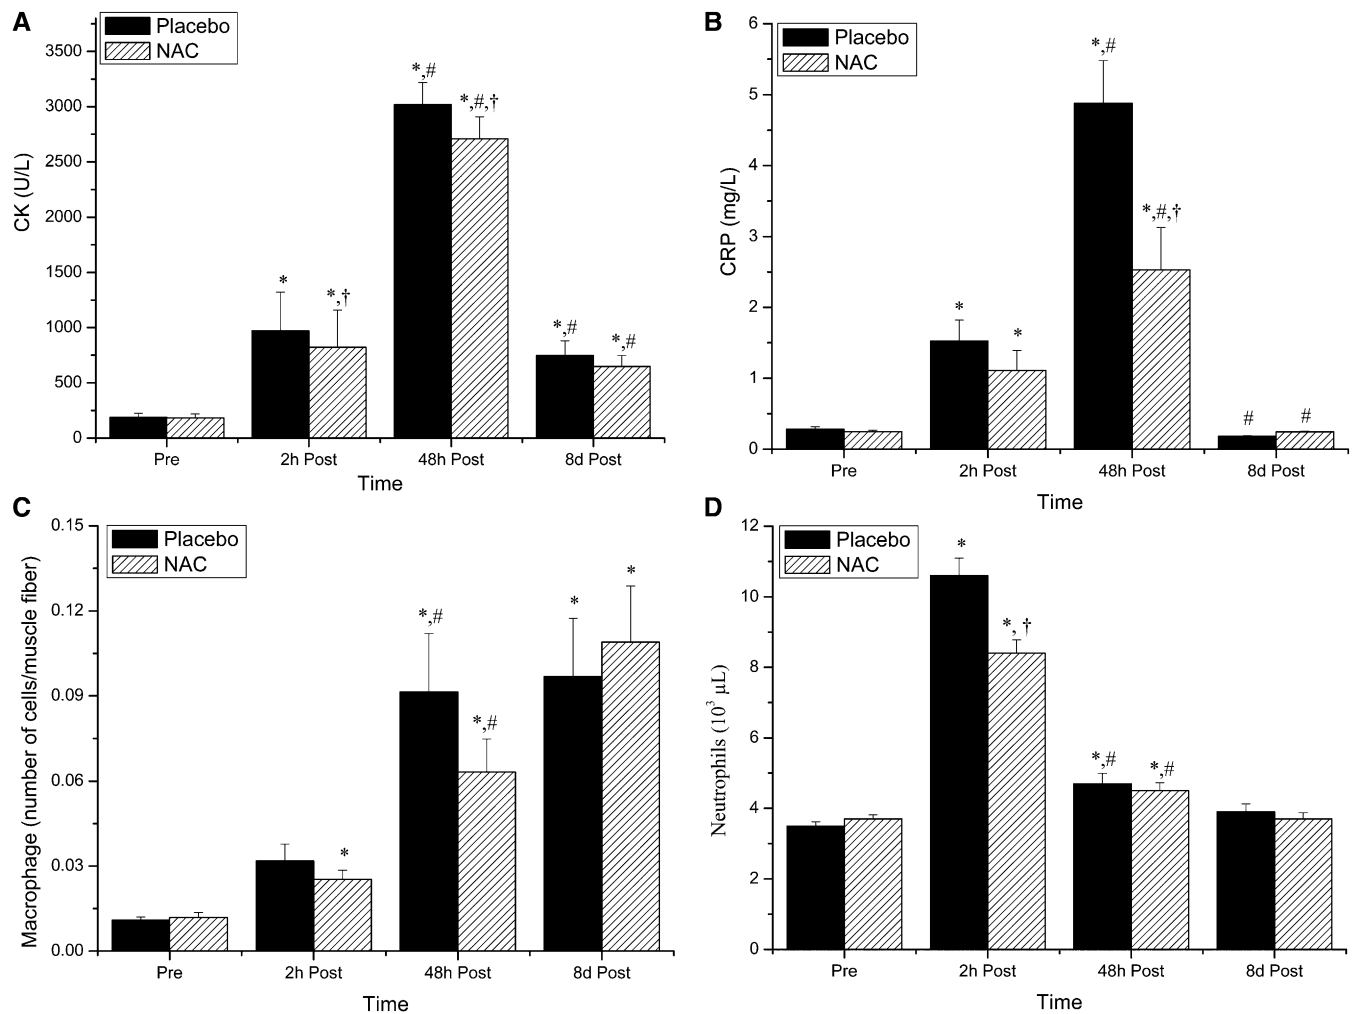 A
Placebo
NAC
CK (U/L)
3500
3000
2500
2000
1500
1000
500
0
*
*,†
*,#
*,#,†
*,#
*,#
Pre
2h Post
48h Post
8d Post
Time
B
Placebo
NAC
CRP (mg/L)
6
5
4
3
2
1
0
*
*
*,#
*,#,†
#
#
Pre
2h Post
48h Post
8d Post
Time
C
Placebo
NAC
Macrophage (number of cells/muscle fiber)
0.15
0.12
0.09
0.06
0.03
0.00
*
*,#
*,#
*
*
Pre
2h Post
48h Post
8d Post
Time
D
Placebo
NAC
Neutrophils (10³ µL)
12
10
8
6
4
2
0
*
*, †
*,#
*,#
Pre
2h Post
48h Post
8d Post
Time